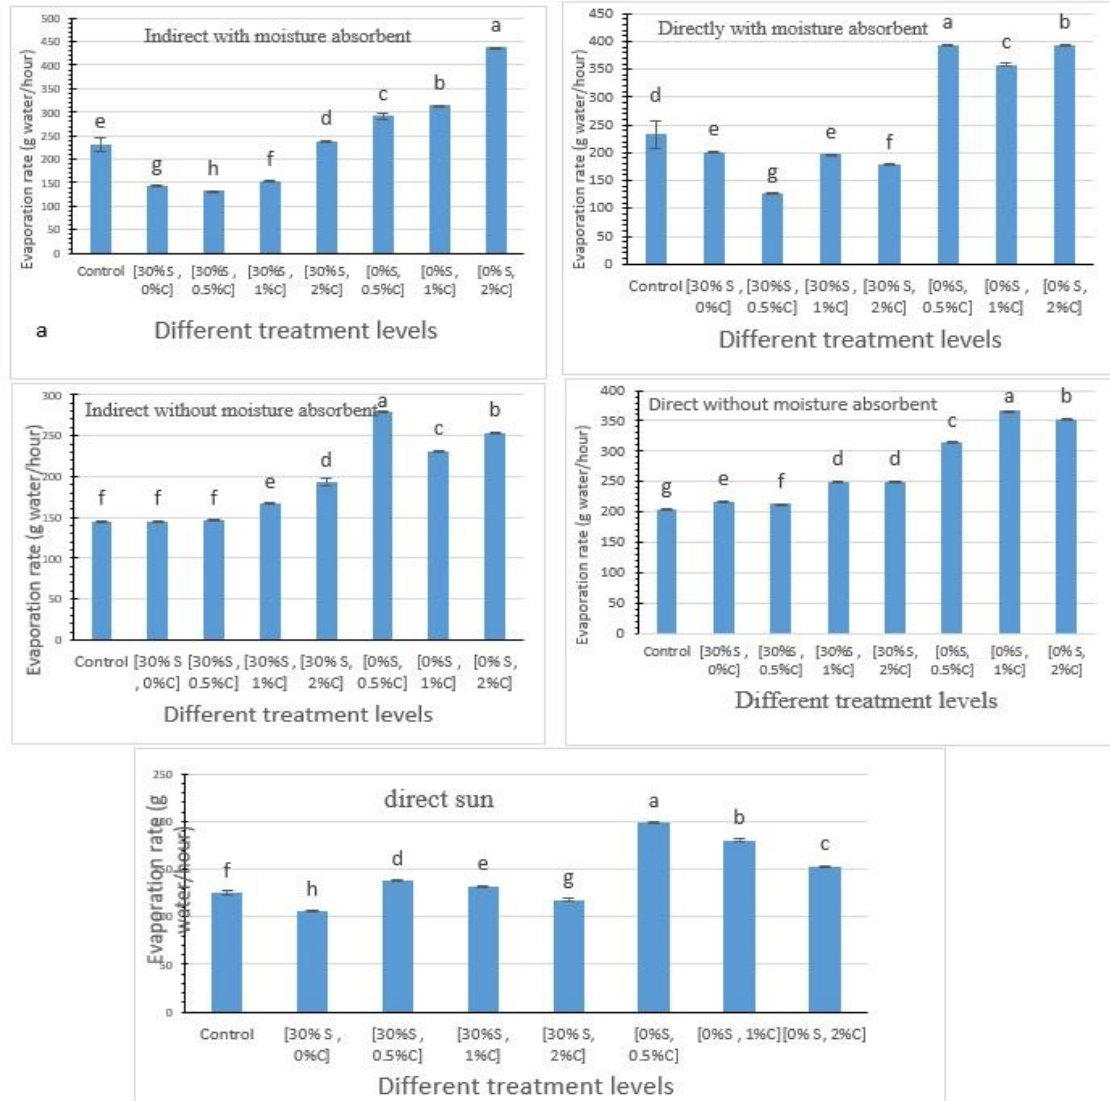 Indirect with moisture absorbent
Evaporation rate (g water/hour)
500
450
400
350
300
250
200
150
100
50
0
e
g
h
f
d
c
b
a
Control [30%S , [30%S , [30%S , [30%S, [0%S, [0%S , [0% S,
0%C] 0.5%C] 1%C] 2%C] 0.5%C] 1%C] 2%C]
a
Different treatment levels
Directly with moisture absorbent
Evaporation rate (g water/hour)
450
400
350
300
250
200
150
100
50
0
d
e
g
e
f
a
c
b
Control [30%S , [30%S , [30%S , [30%S, [0%S, [0%S , [0% S,
0%C] 0.5%C] 1%C] 2%C] 0.5%C] 1%C] 2%C]
Different treatment levels
Indirect without moisture absorbent
Evaporation rate (g water/hour)
300
250
200
150
100
50
0
f
f
f
e
d
a
c
b
Control [30% S [30%S , [30%S , [30% S, [0%S, [0%S , [0% S,
, 0%C] 0.5%C] 1%C] 2%C] 0.5%C] 1%C] 2%C]
Different treatment levels
Direct without moisture absorbent
Evaporation rate (g water/hour)
400
350
300
250
200
150
100
50
0
g
e
f
d
d
c
a
b
Control [30%S , [30%S , [30%S , [30%S, [0%S, [0%S , [0% S,
0%C] 0.5%C] 1%C] 2%C] 0.5%C] 1%C] 2%C]
Different treatment levels
direct sun
Evaporation rate (g
water/hour)
250
50
0
f
h
d
e
g
a
b
c
Control [30% S , [30%S , [30%S , [30% S, [0%S, [0%S , 1%C] [0% S, 2%C]
0%C] 0.5%C] 1%C] 2%C] 0.5%C]
Different treatment levels